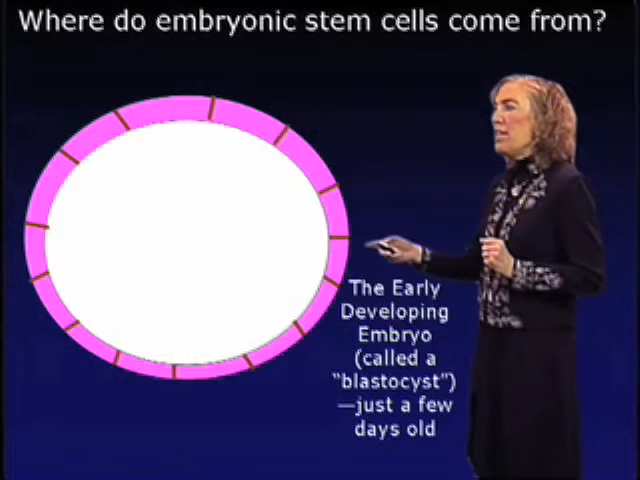 Where do embryonic stem cells come from?
The Early
Developing
Embryo
(called a
"blastocyst")
—just a few
days old